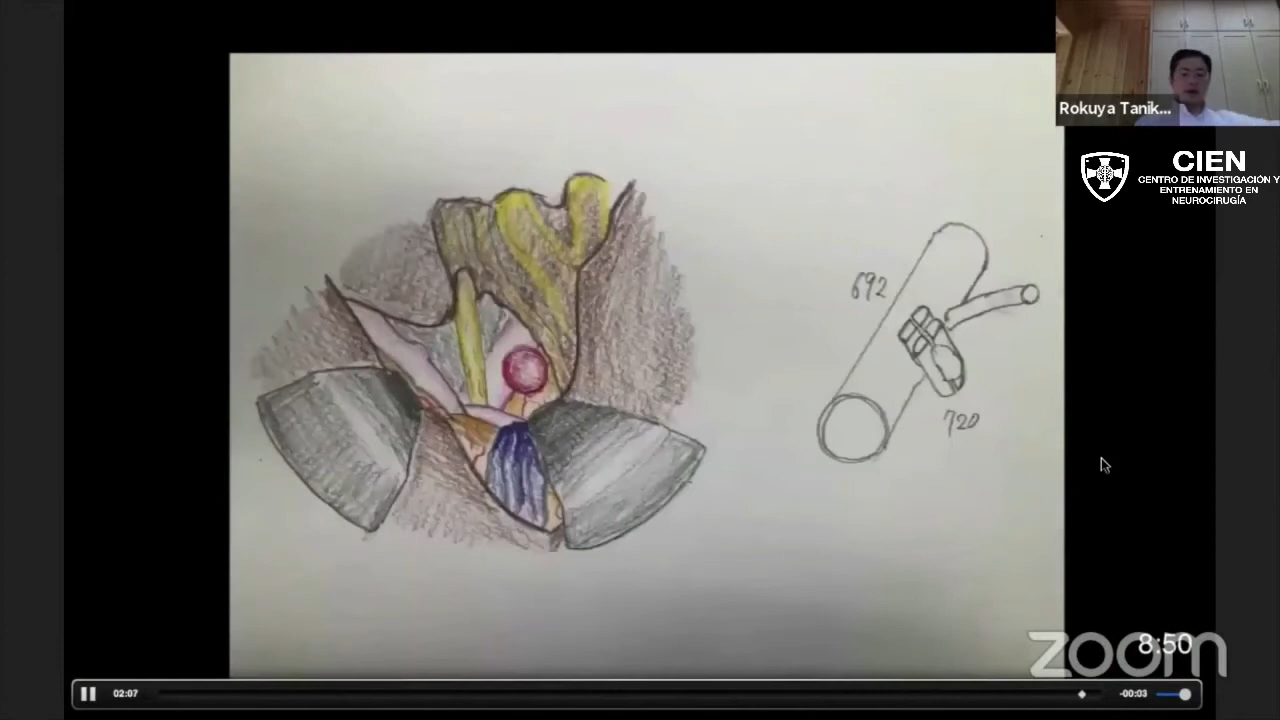 Rokuya Tanik...
CIEN
CENTRO DE INVESTIGACIÓN Y
ENTRENAMIENTO EN
NEUROCIRUGÍA
692
720
zoom
8:50
02:07
-00:03